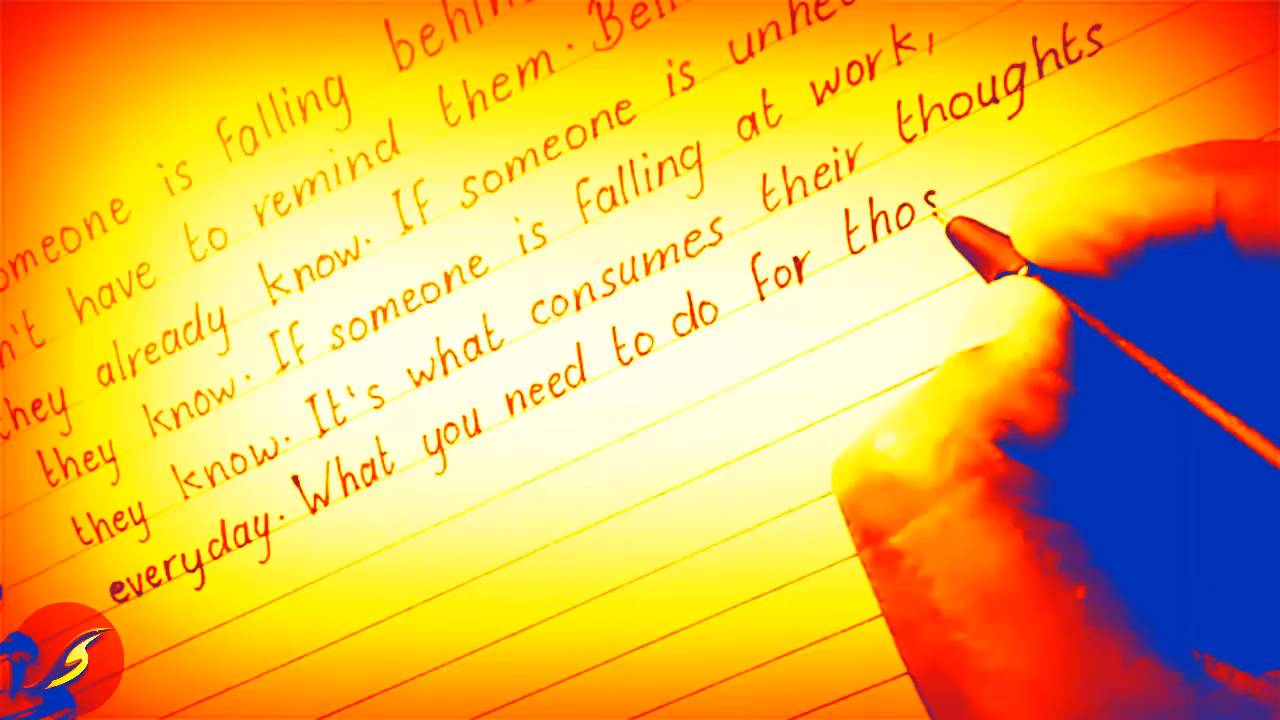 someone is falling behin
n't have to remind them. Bein
they already know. If someone is unhe
they know. If someone is falling at work,
they know. It's what consumes their thoughts
everyday. What you need to do for thos